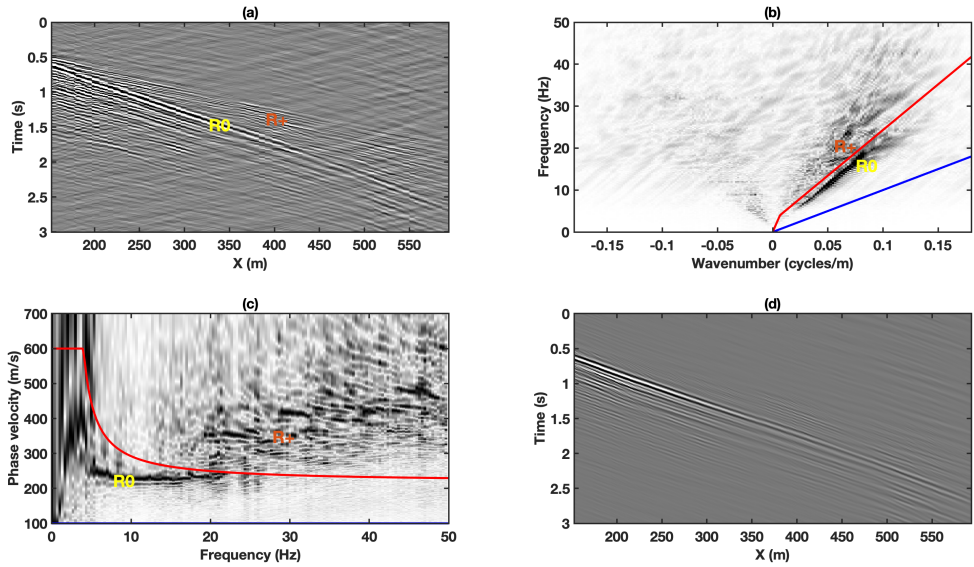 (a)
0
0.5
1
1.5
2
2.5
3
Time (s)
R0
R+
200 250 300 350 400 450 500 550
X (m)
(b)
50
40
30
20
10
0
Frequency (Hz)
R+
R0
-0.15 -0.1 -0.05 0 0.05 0.1 0.15
Wavenumber (cycles/m)
(c)
700
600
500
400
300
200
100
Phase velocity (m/s)
R+
R0
0 10 20 30 40 50
Frequency (Hz)
(d)
0
0.5
1
1.5
2
2.5
3
Time (s)
200 250 300 350 400 450 500 550
X (m)